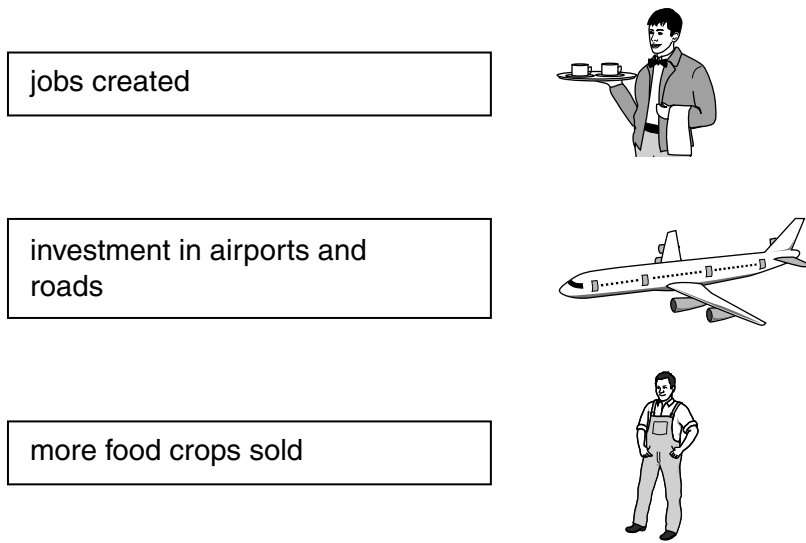 jobs created
investment in airports and
roads
more food crops sold